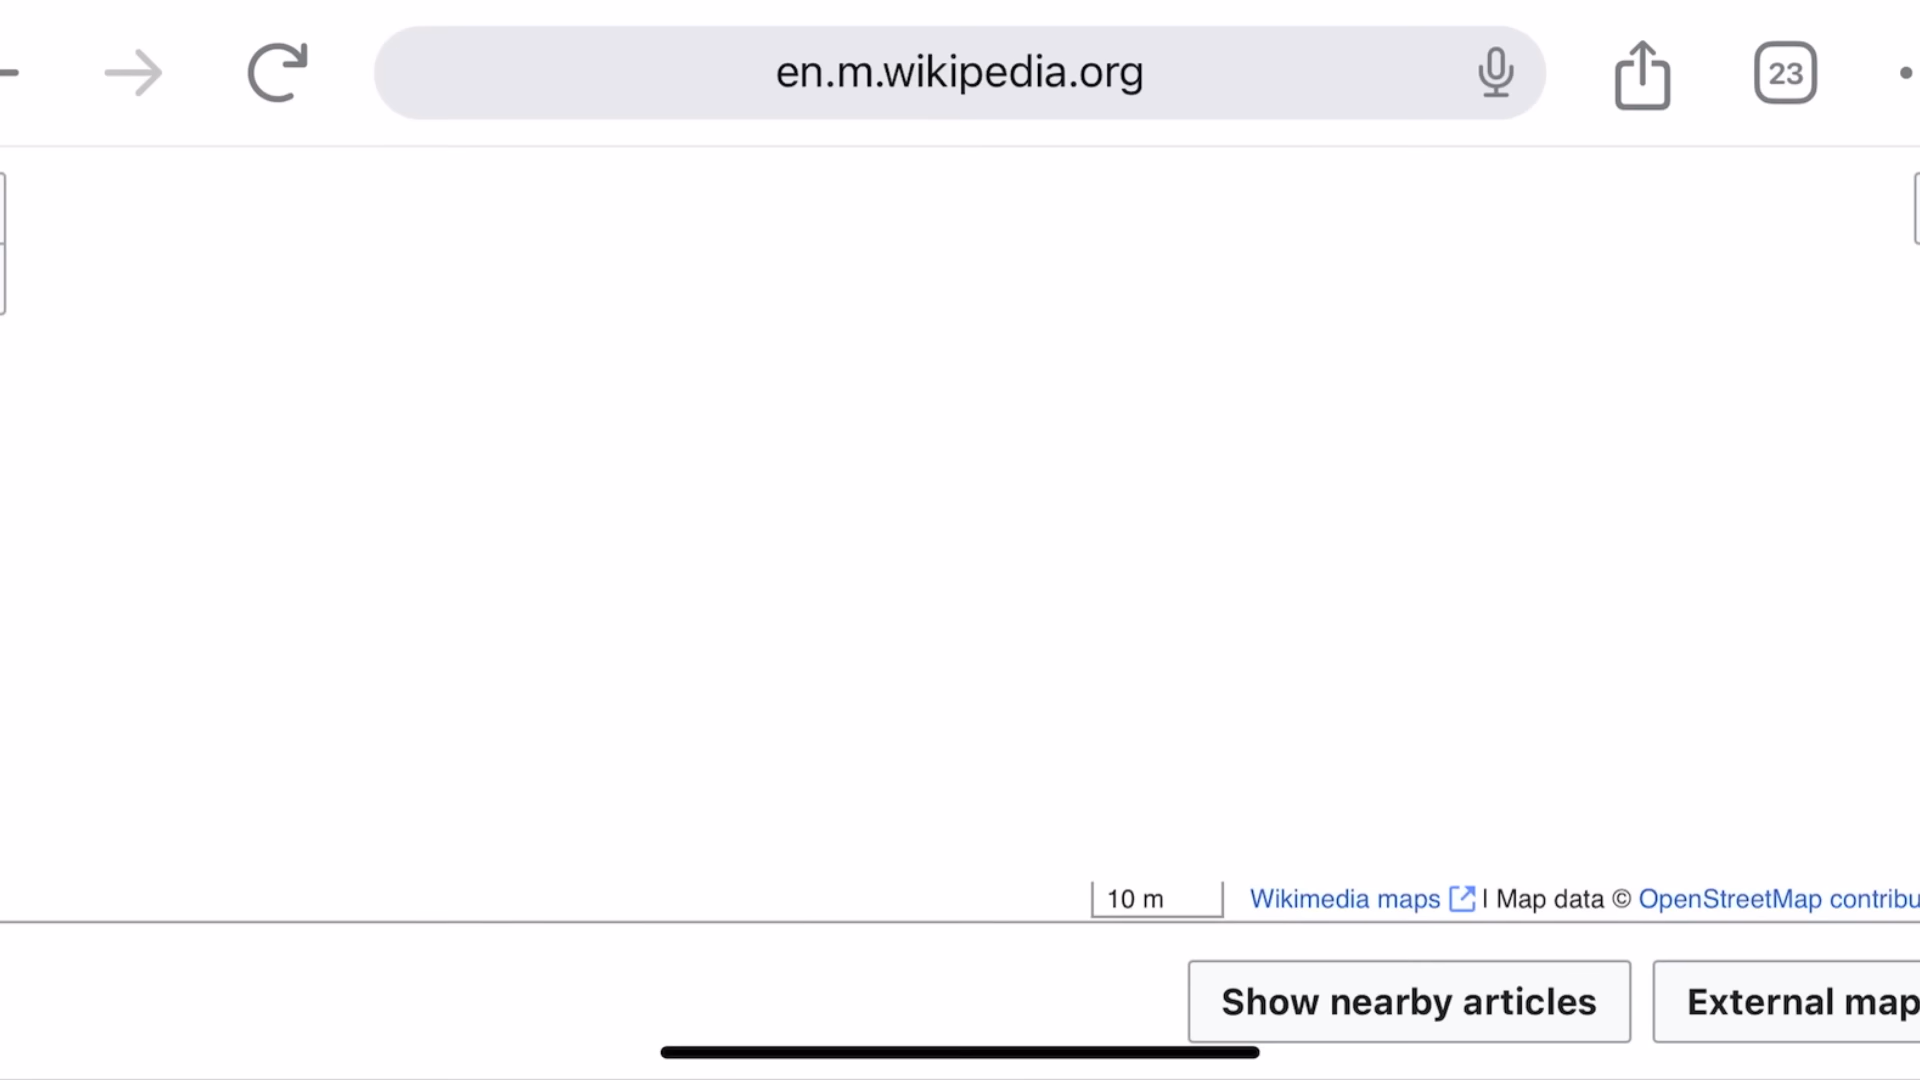 en.m.wikipedia.org
23
10 m
Wikimedia maps | Map data © OpenStreetMap contribu
Show nearby articles
External map